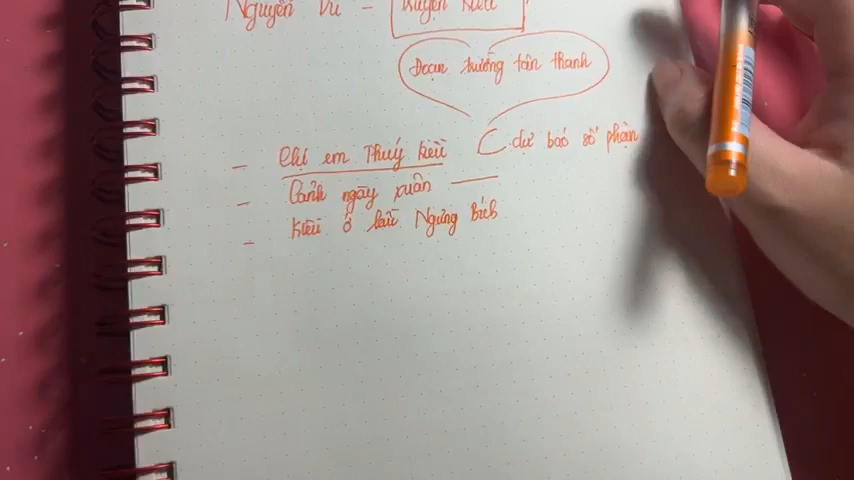 Nguyễn Du – Truyện Kiều
Đoạn trường tân thanh
– Chị em Thuý Kiều ( dự báo số phận
– Cảnh ngày xuân —
– Kiều ở lầu Ngưng Bích